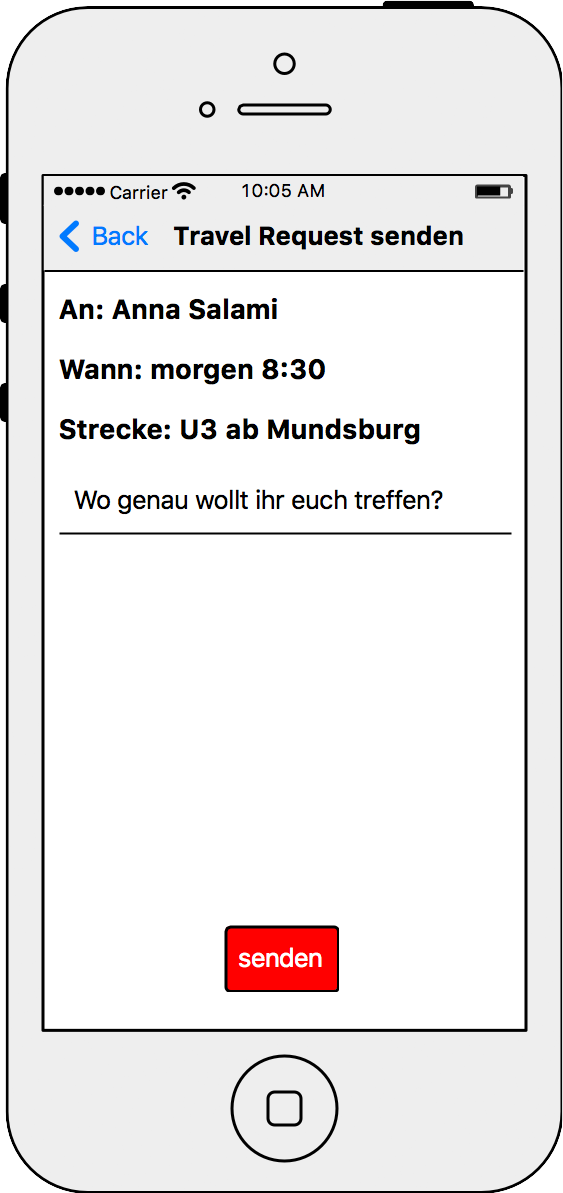 Carrier 10:05 AM
Back Travel Request senden
An: Anna Salami
Wann: morgen 8:30
Strecke: U3 ab Mundsburg
Wo genau wollt ihr euch treffen?
senden